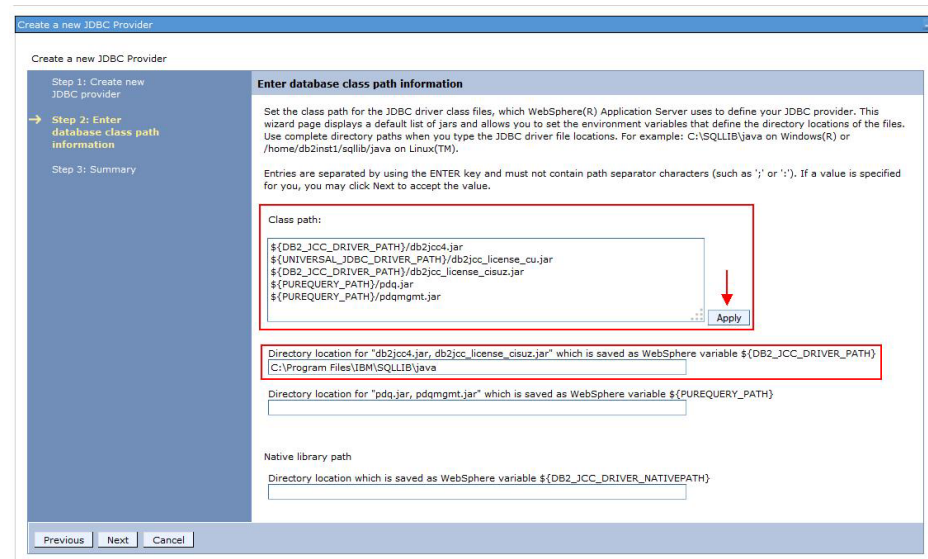 Create a new JDBC Provider
Create a new JDBC Provider
Step 1: Create new
JDBC provider
Step 2: Enter
database class path
information
Step 3: Summary
Enter database class path information
Set the class path for the JDBC driver class files, which WebSphere(R) Application Server uses to define your JDBC provider. This
wizard page displays a default list of jars and allows you to set the environment variables that define the directory locations of the files.
Use complete directory paths when you type the JDBC driver file locations. For example: C:\SQLLIB\java on Windows(R) or
/home/db2inst1/sqllib/java on Linux(TM).
Entries are separated by using the ENTER key and must not contain path separator characters (such as ';' or ':'). If a value is specified
for you, you may click Next to accept the value.
Class path:
${DB2_JCC_DRIVER_PATH}/db2jcc4.jar
${UNIVERSAL_JDBC_DRIVER_PATH}/db2jcc_license_cu.jar
${DB2_JCC_DRIVER_PATH}/db2jcc_license_cisuz.jar
${PUREQUERY_PATH}/pdq.jar
${PUREQUERY_PATH}/pdqmgmt.jar
Apply
Directory location for "db2jcc4.jar, db2jcc_license_cisuz.jar" which is saved as WebSphere variable ${DB2_JCC_DRIVER_PATH}
C:\Program Files\IBM\SQLLIB\java
Directory location for "pdq.jar, pdqmgmt.jar" which is saved as WebSphere variable ${PUREQUERY_PATH}
Native library path
Directory location which is saved as WebSphere variable ${DB2_JCC_DRIVER_NATIVEPATH}
Previous Next Cancel